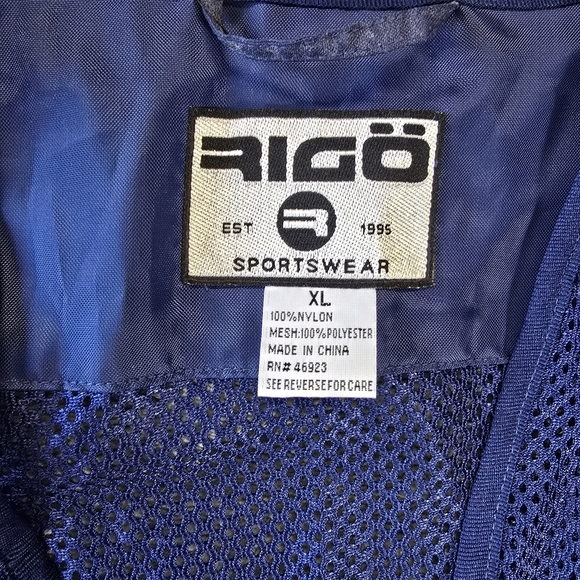 RIGÖ
EST R 1995
SPORTSWEAR
XL
100%NYLON
MESH:100%POLYESTER
MADE IN CHINA
RN# 46923
SEE REVERSE FOR CARE